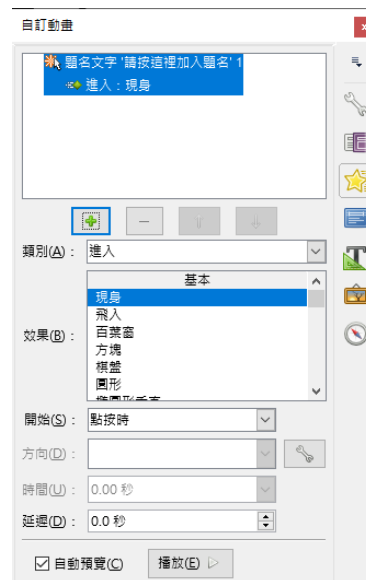 自訂動畫
題名文字 '請按這裡加入題名' 1
進入：現身
類別(A)： 進入
基本
現身
飛入
百葉窗
方塊
棋盤
圓形
效果(B)：
開始(S)： 點按時
方向(D)：
時間(U)： 0.00 秒
延遲(D)： 0.0 秒
自動預覽(C) 播放(E)